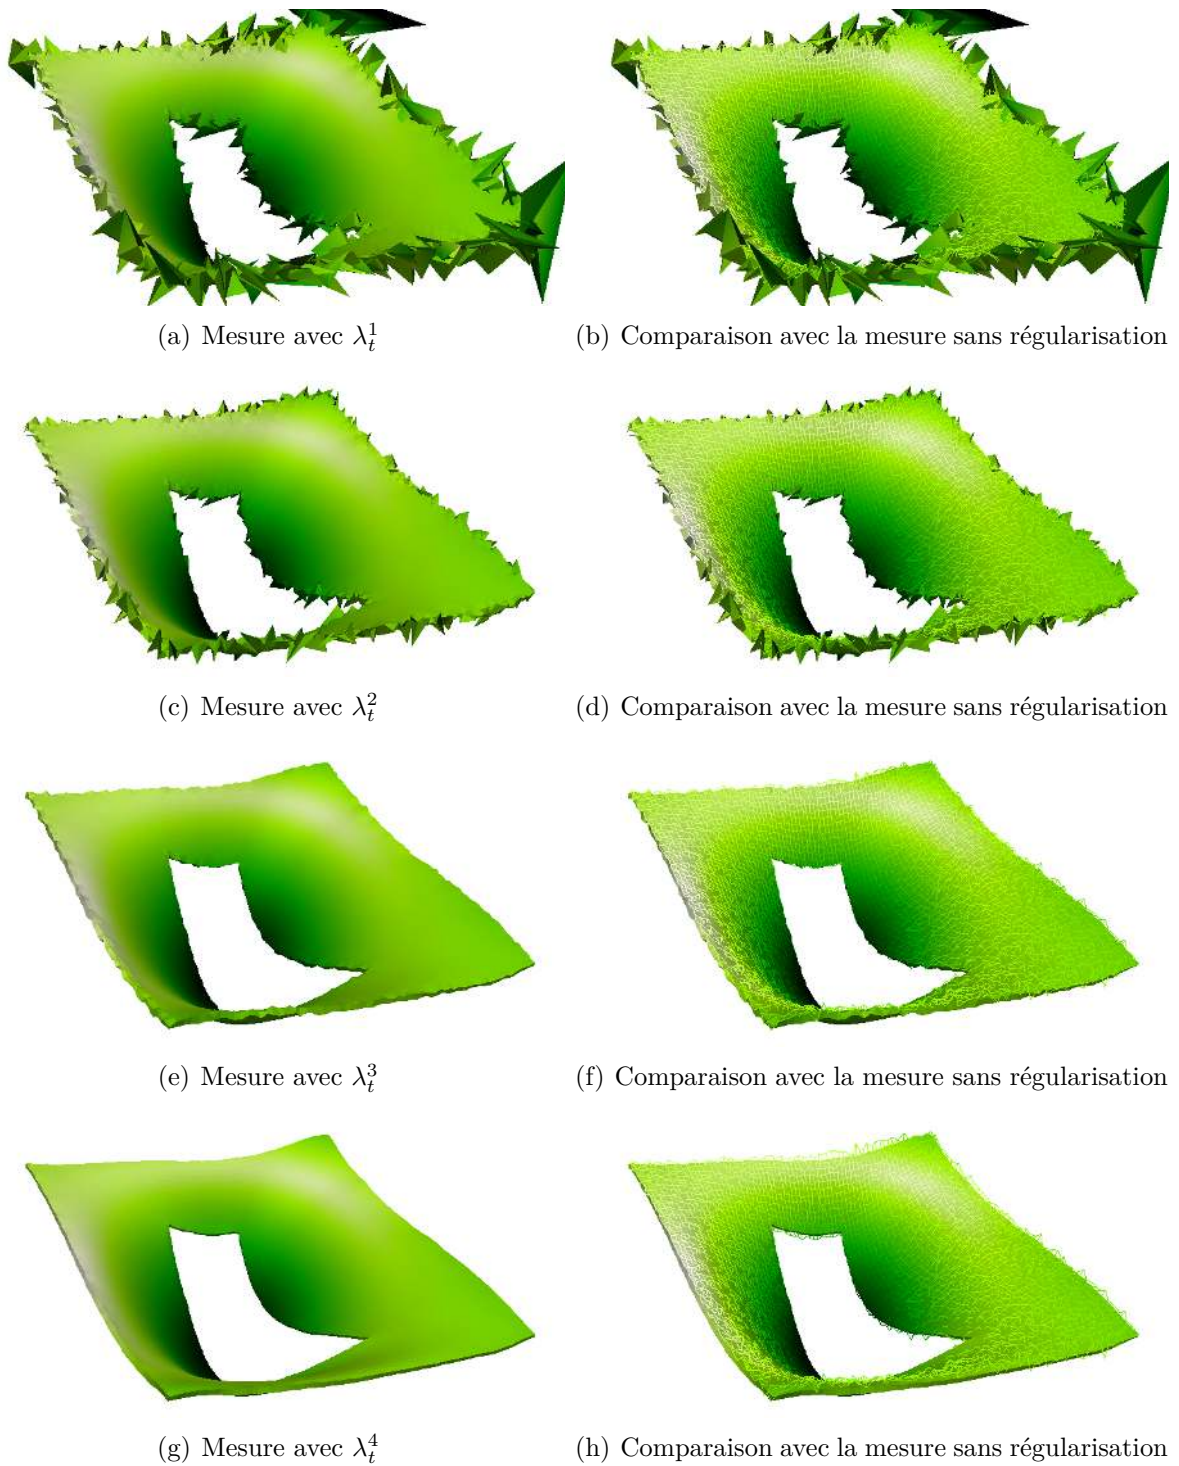 (a) Mesure avec λ_t^1
(b) Comparaison avec la mesure sans régularisation
(c) Mesure avec λ_t^2
(d) Comparaison avec la mesure sans régularisation
(e) Mesure avec λ_t^3
(f) Comparaison avec la mesure sans régularisation
(g) Mesure avec λ_t^4
(h) Comparaison avec la mesure sans régularisation